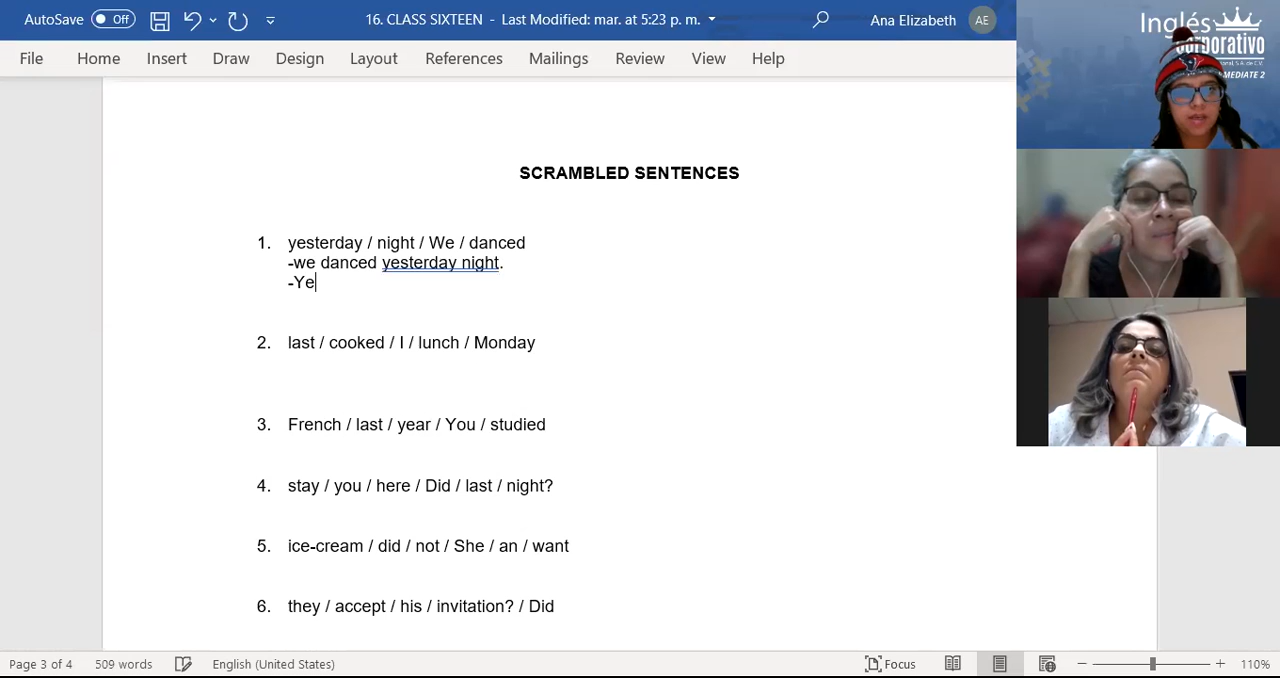 AutoSave Off 16. CLASS SIXTEEN - Last Modified: mar. at 5:23 p. m. Ana Elizabeth AE
File Home Insert Draw Design Layout References Mailings Review View Help
Inglés
Corporativo
SCRAMBLED SENTENCES
1. yesterday / night / We / danced
-we danced yesterday night.
-Ye
2. last / cooked / I / lunch / Monday
3. French / last / year / You / studied
4. stay / you / here / Did / last / night?
5. ice-cream / did / not / She / an / want
6. they / accept / his / invitation? / Did
Page 3 of 4 509 words English (United States) Focus 110%